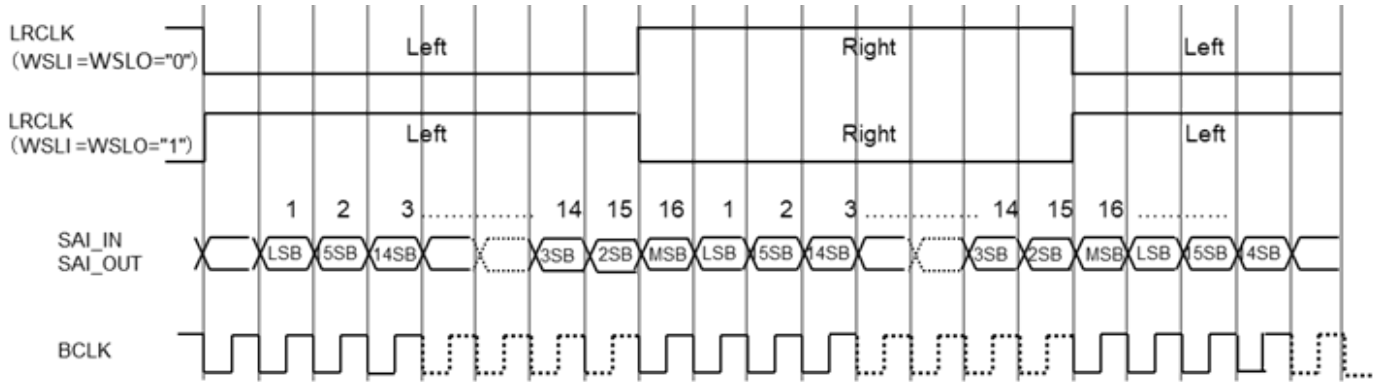 LRCLK
(WSLI =WSLO="0")
Left Right Left
LRCLK
(WSLI =WSLO="1")
Left Right Left
1 2 3.............. 14 15 16 1 2 3.............. 14 15 16 ............
SAI_IN
SAI_OUT
LSB 5SB 14SB 3SB 2SB MSB LSB 5SB 14SB 3SB 2SB MSB LSB 15SB 4SB
BCLK